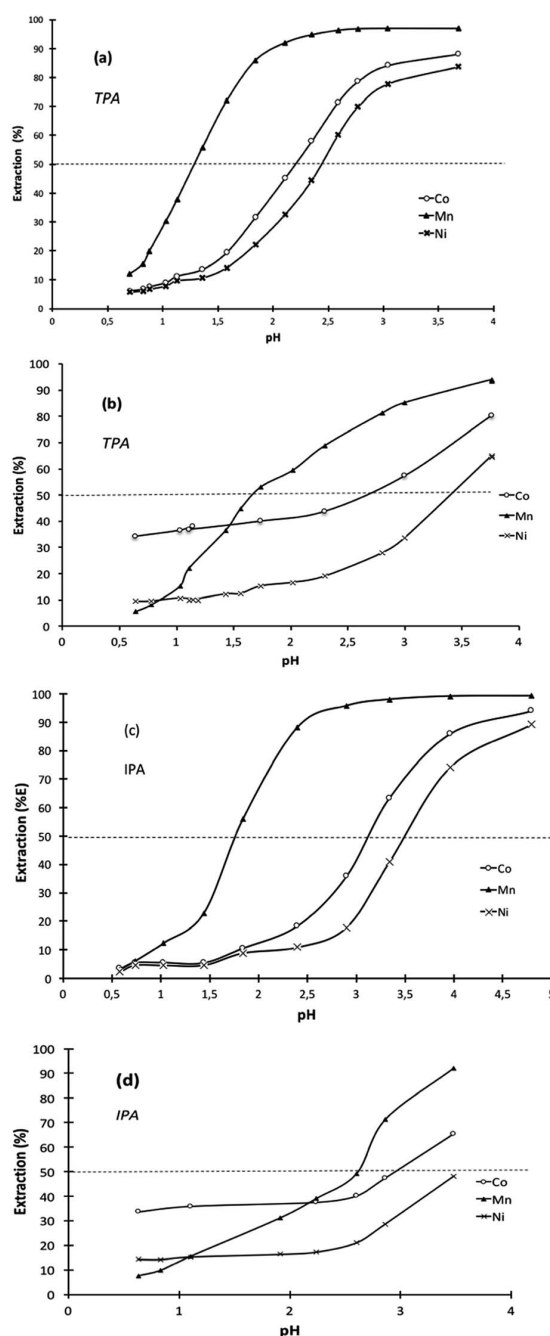 100
90
(a)
80
TPA
70
60
50
40
30
20
10
0
Extraction (%)
Co
Mn
Ni
0 0,5 1 1,5 2 2,5 3 3,5 4
pH
100
90
(b)
80
TPA
70
60
50
40
30
20
10
0
Extraction (%)
Co
Mn
Ni
0 0,5 1 1,5 2 2,5 3 3,5 4
pH
100
90
(c)
80
IPA
70
60
50
40
30
20
10
0
Extraction (%E)
Co
Mn
Ni
0 0,5 1 1,5 2 2,5 3 3,5 4 4,5 5
pH
100
90
(d)
80
IPA
70
60
50
40
30
20
10
0
Extraction (%)
Co
Mn
Ni
0 1 2 3 4
pH